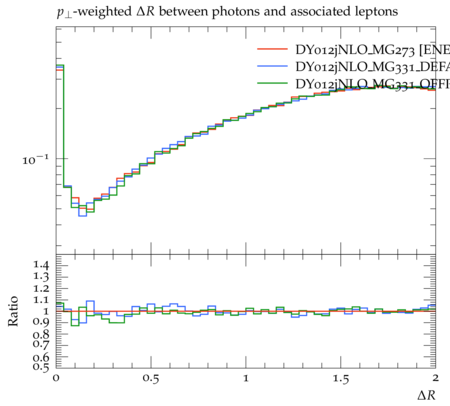 p⊥-weighted ΔR between photons and associated leptons
DY012jNLO_MG273 [ENE
DY012jNLO_MG331_DEFA
DY012jNLO_MG331_OFFI
10−1
1.4
1.3
1.2
1.1
1
0.9
0.8
0.7
0.6
0.5
Ratio
0 0.5 1 1.5 2
ΔR